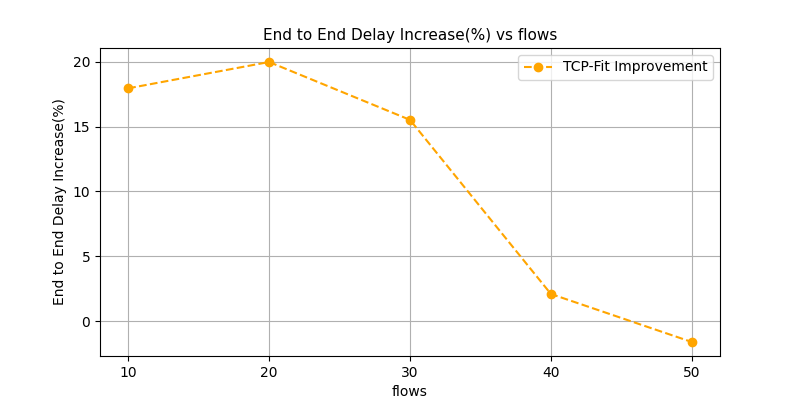 End to End Delay Increase(%) vs flows
TCP-Fit Improvement
End to End Delay Increase(%)
20
15
10
5
0
10
20
30
40
50
flows